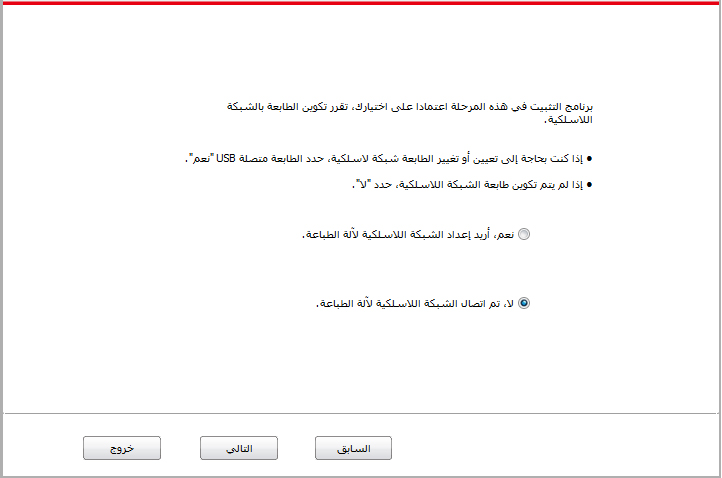 برنامج التثبيت في هذه المرحلة اعتمادا على اختيارك، تقرر تكوين الطابعة بالشبكة
اللاسلكية.
● إذا كنت بحاجة إلى تعيين أو تغيير الطابعة شبكة لاسلكية، حدد الطابعة متصلة USB "نعم".
● إذا لم يتم تكوين طابعة الشبكة اللاسلكية، حدد "لا".
نعم، أريد إعداد الشبكة اللاسلكية لآلة الطباعة.
لا، تم اتصال الشبكة اللاسلكية لآلة الطباعة.
السابق
التالي
خروج